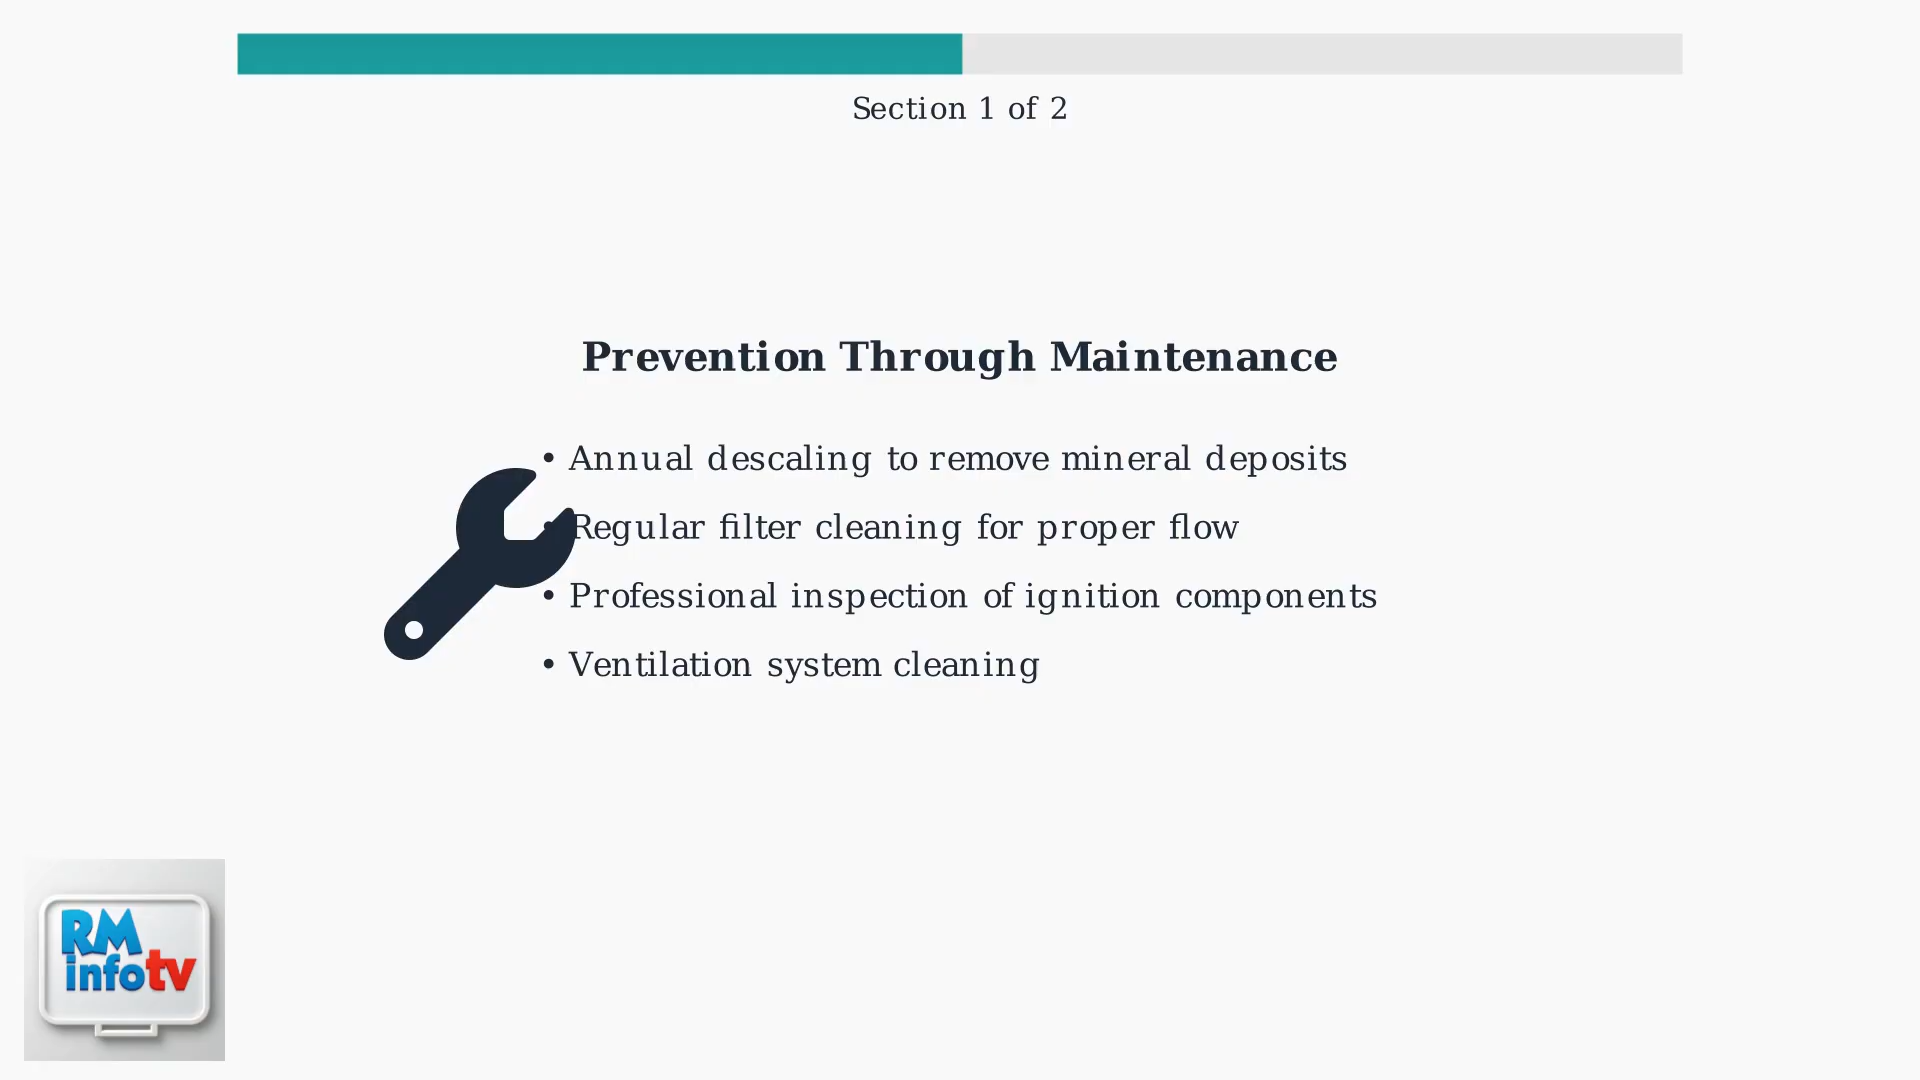 Section 1 of 2
Prevention Through Maintenance
• Annual descaling to remove mineral deposits
• Regular filter cleaning for proper flow
• Professional inspection of ignition components
• Ventilation system cleaning
RM
infotv